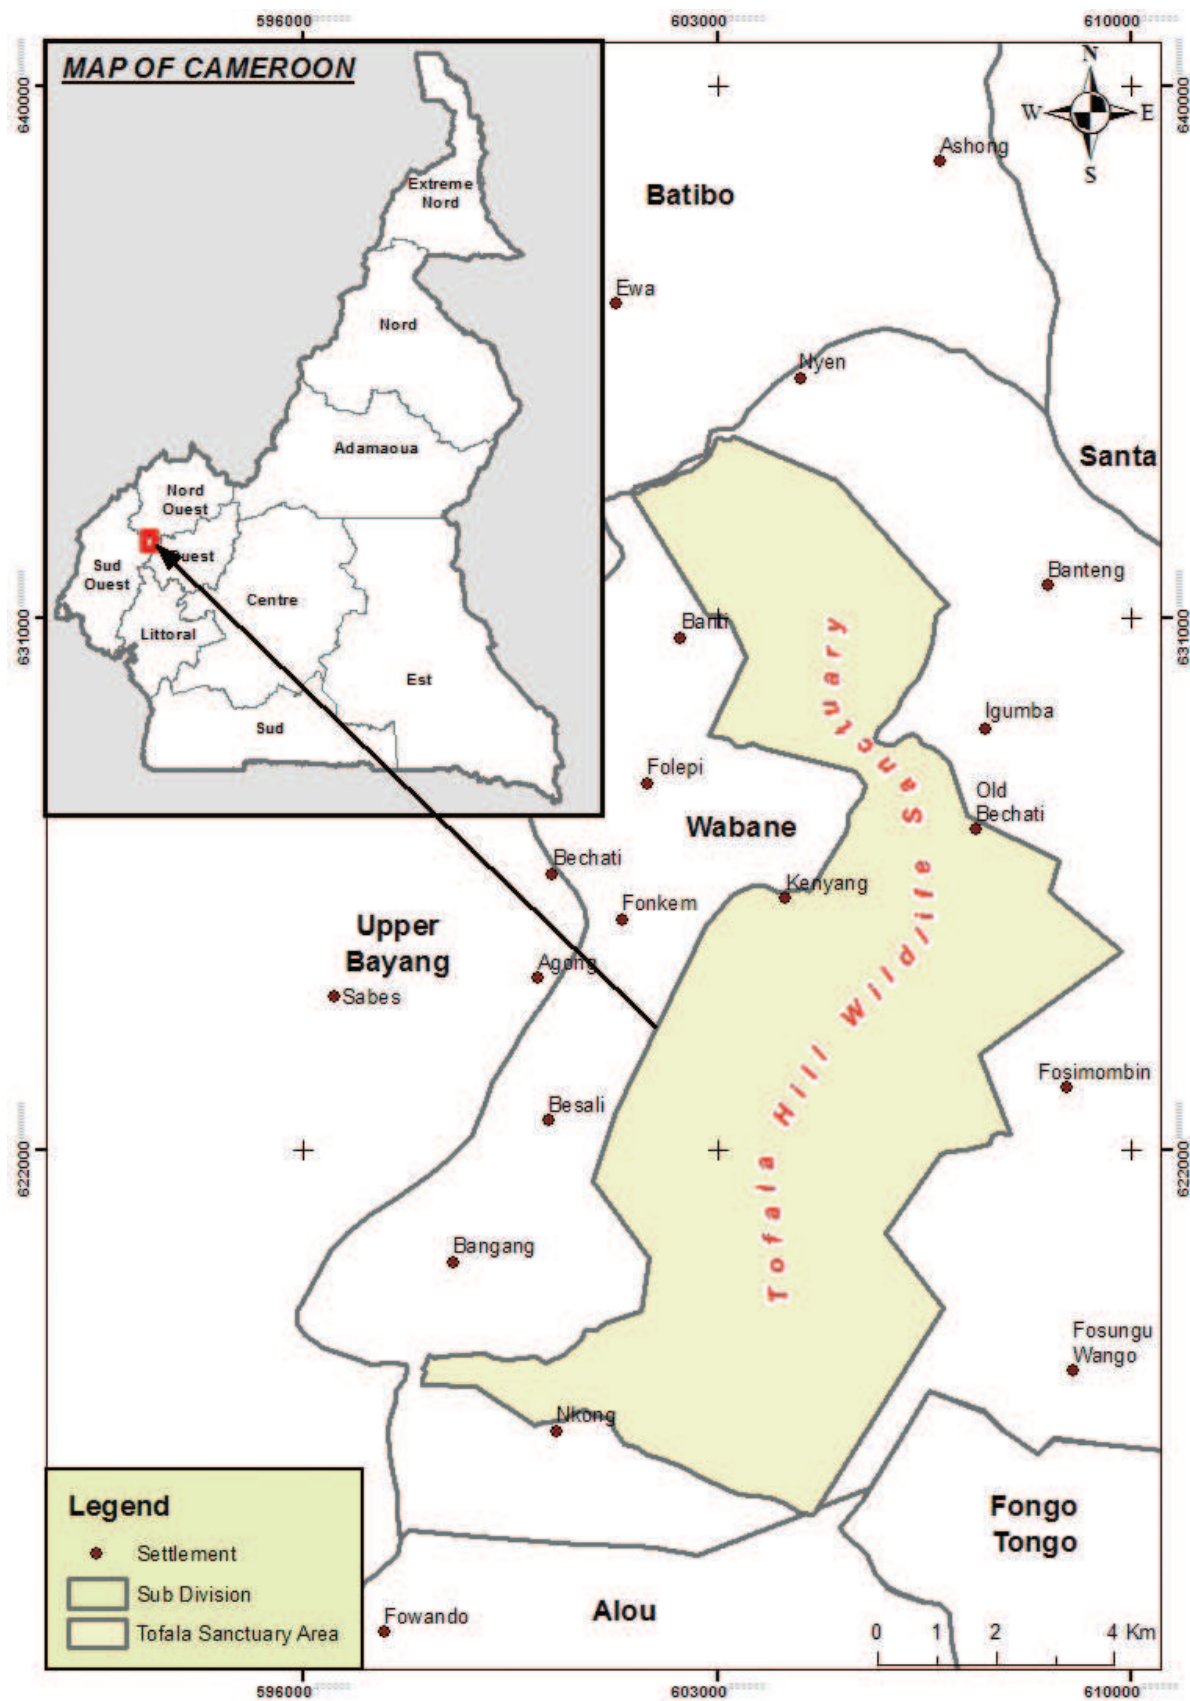 596000
603000
610000
MAP OF CAMEROON
N
W
E
S
640000
640000
Ashong
Extreme
Nord
Batibo
Ewa
Nord
Nyen
Adamaoua
Santa
Nord
Ouest
Ouest
Sud
Ouest
Banteng
Centre
Banti
631000
631000
Littoral
Est
Igumba
Sud
Folepi
Old
Bechati
Wabane
Bechati
Kenyang
Fonkem
Upper
Bayang
Agong
Sabes
Tofala Hill Wildlife Sanctuary
Fosimombin
Besali
622000
622000
Bangang
Fosungu
Wango
Nkong
Legend
Settlement
Sub Division
Tofala Sanctuary Area
Fongo
Tongo
Alou
Fowando
0 1 2 4 Km
596000
603000
610000